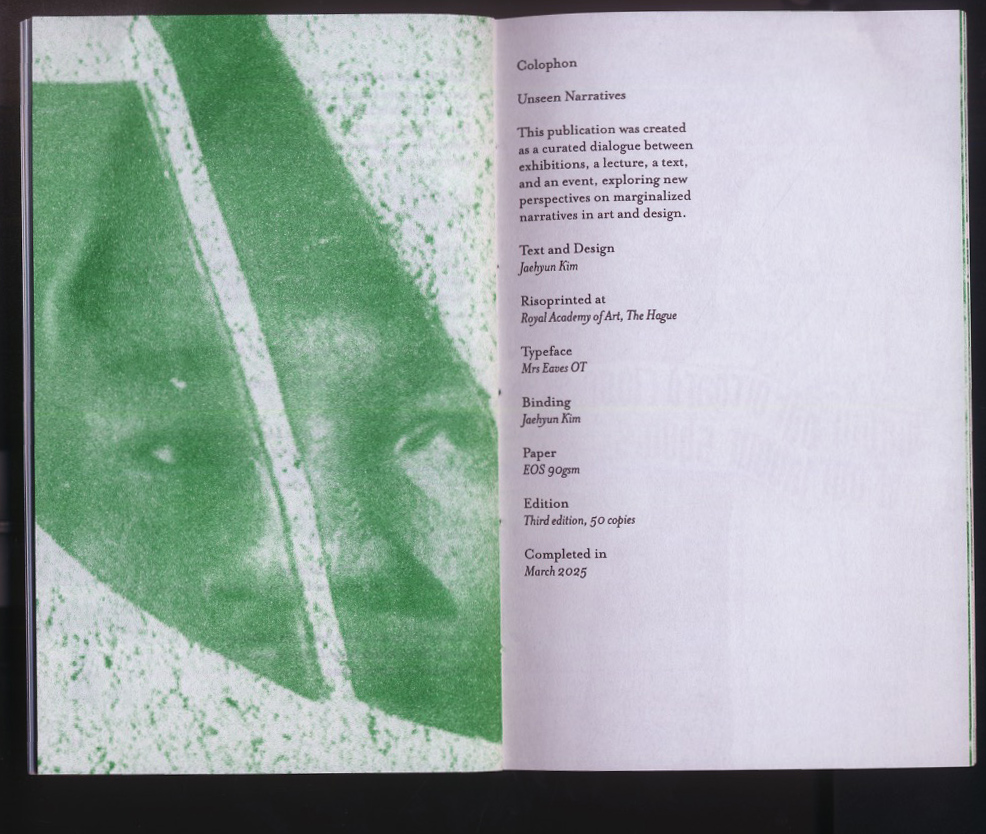 Colophon
Unseen Narratives
This publication was created
as a curated dialogue between
exhibitions, a lecture, a text,
and an event, exploring new
perspectives on marginalized
narratives in art and design.
Text and Design
Jaehyun Kim
Risoprinted at
Royal Academy of Art, The Hague
Typeface
Mrs Eaves OT
Binding
Jaehyun Kim
Paper
EOS 90gsm
Edition
Third edition, 50 copies
Completed in
March 2025